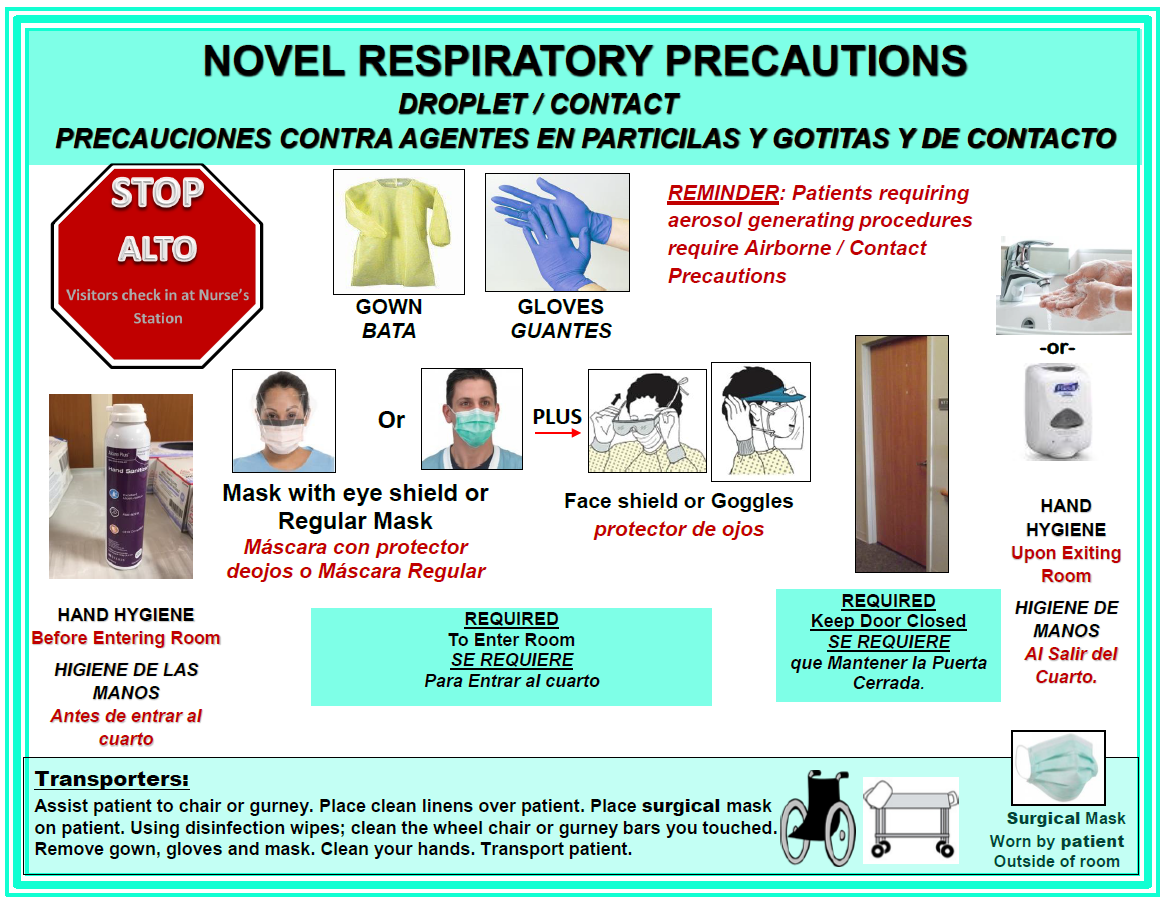 NOVEL RESPIRATORY PRECAUTIONS
DROPLET / CONTACT
PRECAUCIONES CONTRA AGENTES EN PARTICILAS Y GOTITAS Y DE CONTACTO
STOP
ALTO
Visitors check in at Nurse's
Station
GOWN
BATA
GLOVES
GUANTES
REMINDER: Patients requiring
aerosol generating procedures
require Airborne / Contact
Precautions
-or-
PURELL
Or
PLUS
Mask with eye shield or
Regular Mask
Máscara con protector
deojos o Máscara Regular
Face shield or Goggles
protector de ojos
Hand Sanitizer
HAND HYGIENE
Before Entering Room
HIGIENE DE LAS
MANOS
Antes de entrar al
cuarto
REQUIRED
To Enter Room
SE REQUIERE
Para Entrar al cuarto
REQUIRED
Keep Door Closed
SE REQUIERE
que Mantener la Puerta
Cerrada.
HAND
HYGIENE
Upon Exiting
Room
HIGIENE DE
MANOS
Al Salir del
Cuarto.
Transporters:
Assist patient to chair or gurney. Place clean linens over patient. Place surgical mask
on patient. Using disinfection wipes; clean the wheel chair or gurney bars you touched.
Remove gown, gloves and mask. Clean your hands. Transport patient.
Surgical Mask
Worn by patient
Outside of room